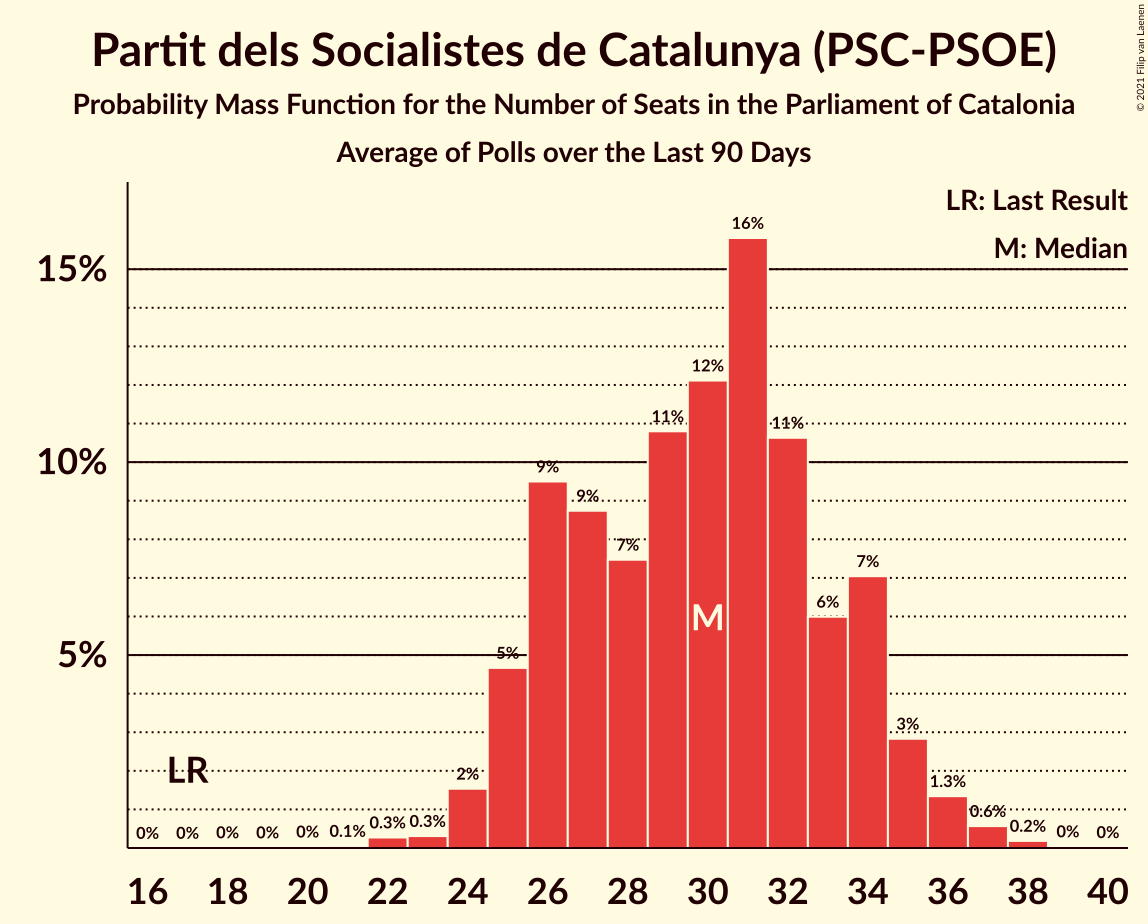 Partit dels Socialistes de Catalunya (PSC-PSOE)
Probability Mass Function for the Number of Seats in the Parliament of Catalonia
Average of Polls over the Last 90 Days
© 2021 Filip van Laenen
LR: Last Result
M: Median
15%
10%
5%
0% 0% 0% 0% 0% 0.1% 0.3% 0.3% 2% 5% 9% 9% 7% 11% 12% 16% 11% 6% 7% 3% 1.3% 0.6% 0.2% 0% 0%
M
LR
16 18 20 22 24 26 28 30 32 34 36 38 40